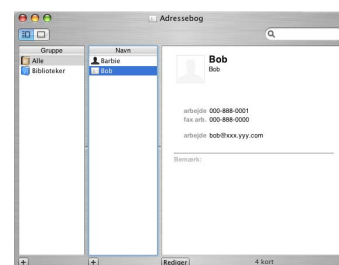 Adressebog
Gruppe
Alle
Biblioteker
Navn
Barbie
Bob
Bob
Bob
arbejde 000-888-0001
fax arb. 000-888-0000
arbejde bob@xxx.yyy.com
Bemærk:
+
+
Rediger
4 kort